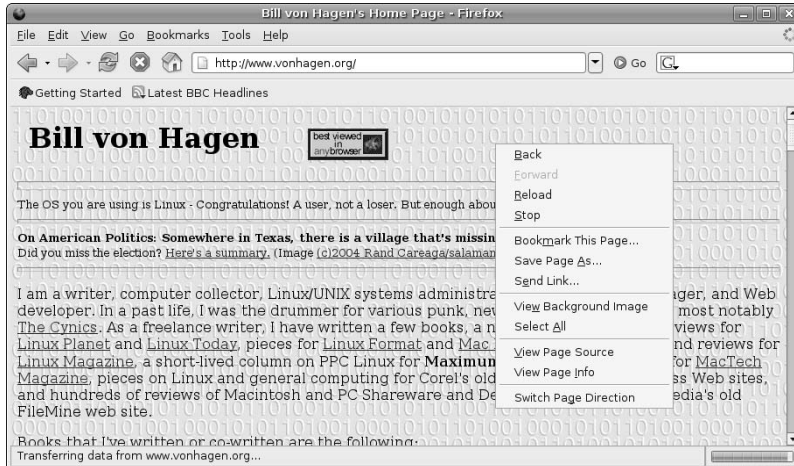 Bill von Hagen's Home Page - Firefox
File Edit View Go Bookmarks Tools Help
http://www.vonhagen.org/ Go G
Getting Started Latest BBC Headlines
Bill von Hagen
best viewed
in
anybrowser
The OS you are using is Linux - Congratulations! A user, not a loser. But enough abou
On American Politics: Somewhere in Texas, there is a village that's missin
Did you miss the election? Here's a summary. (Image (c)2004 Rand Careaga/salaman
I am a writer, computer collector, Linux/UNIX systems administra ager, and Web
developer. In a past life, I was the drummer for various punk, nev most notably
The Cynics. As a freelance writer, I have written a few books, a n views for
Linux Planet and Linux Today, pieces for Linux Format and Mac nd reviews for
Linux Magazine, a short-lived column on PPC Linux for Maximun for MacTech
Magazine, pieces on Linux and general computing for Corel's old ss Web sites,
and hundreds of reviews of Macintosh and PC Shareware and De edia's old
FileMine web site.
Books that I've written or co-written are the following:
Back
Forward
Reload
Stop
Bookmark This Page...
Save Page As...
Send Link...
View Background Image
Select All
View Page Source
View Page Info
Switch Page Direction
Transferring data from www.vonhagen.org...